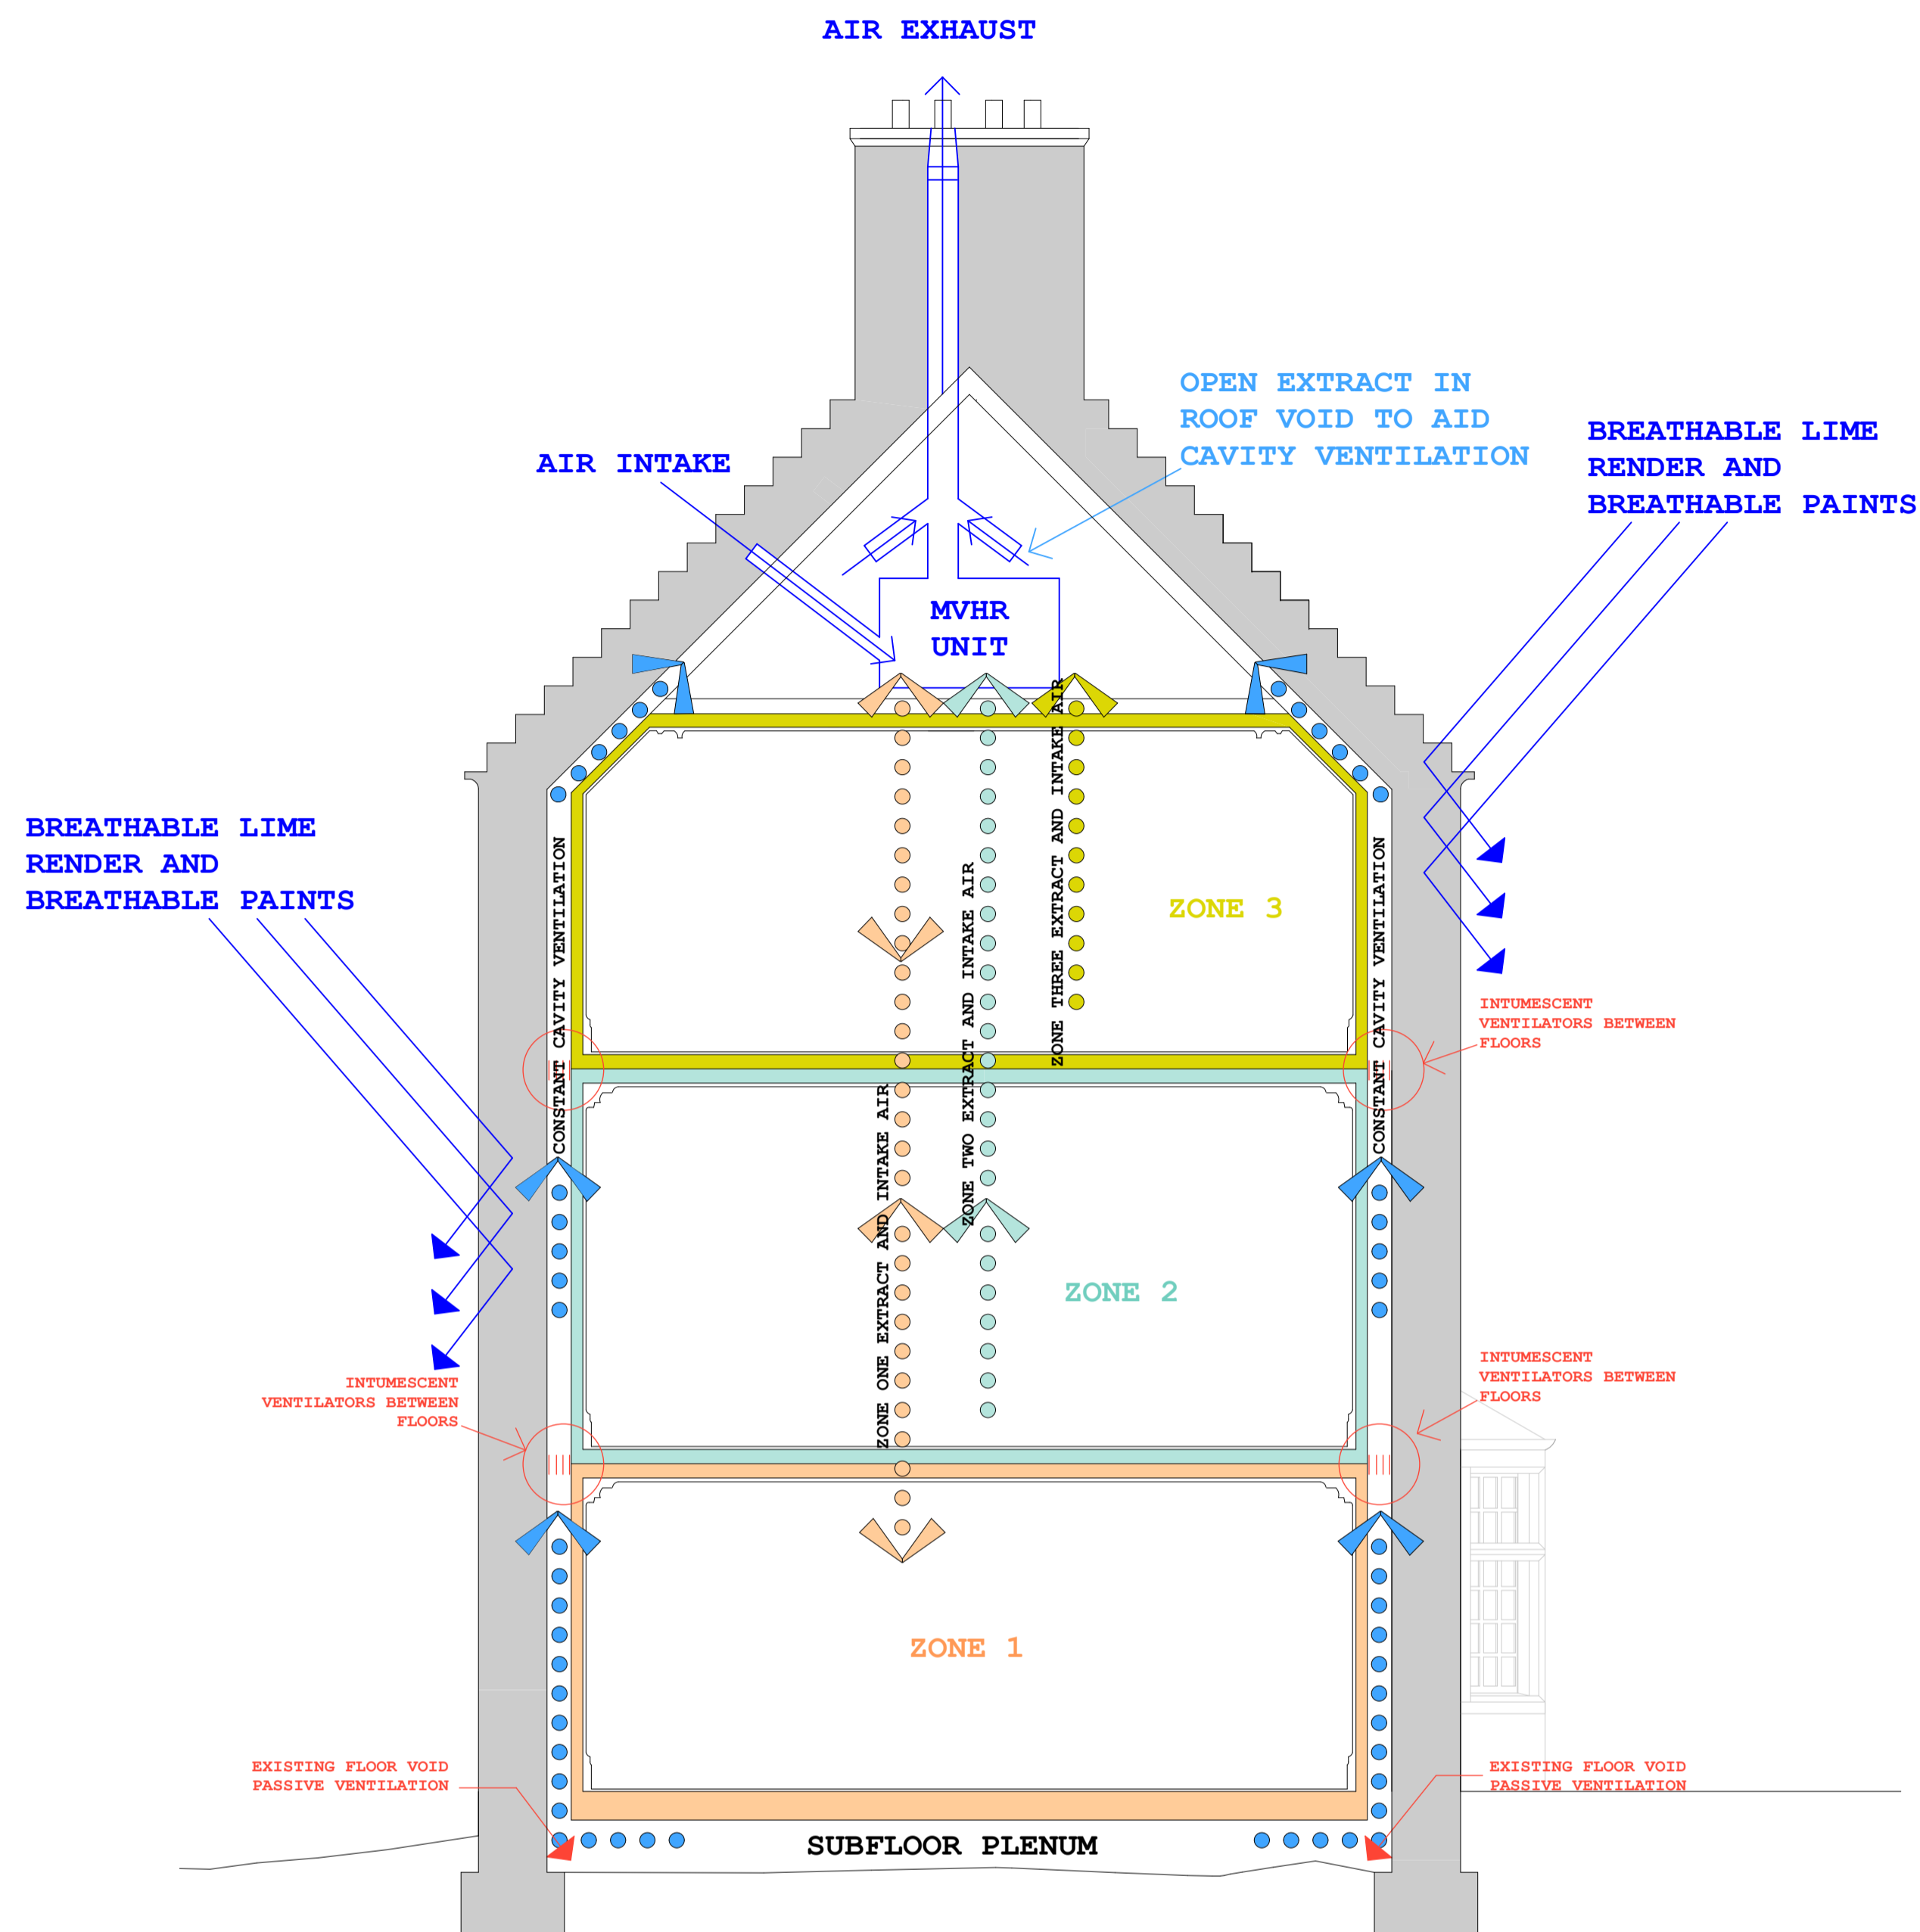 AIR EXHAUST
OPEN EXTRACT IN
ROOF VOID TO AID
CAVITY VENTILATION
BREATHABLE LIME
RENDER AND
BREATHABLE PAINTS
AIR INTAKE
MVHR
UNIT
BREATHABLE LIME
RENDER AND
BREATHABLE PAINTS
CONSTANT CAVITY VENTILATION
ZONE ONE EXTRACT AND INTAKE AIR
ZONE TWO EXTRACT AND INTAKE AIR
ZONE THREE EXTRACT AND INTAKE AIR
ZONE 3
CONSTANT CAVITY VENTILATION
INTUMESCENT
VENTILATORS BETWEEN
FLOORS
ZONE 2
INTUMESCENT
VENTILATORS BETWEEN
FLOORS
INTUMESCENT
VENTILATORS BETWEEN
FLOORS
ZONE 1
EXISTING FLOOR VOID
PASSIVE VENTILATION
EXISTING FLOOR VOID
PASSIVE VENTILATION
SUBFLOOR PLENUM